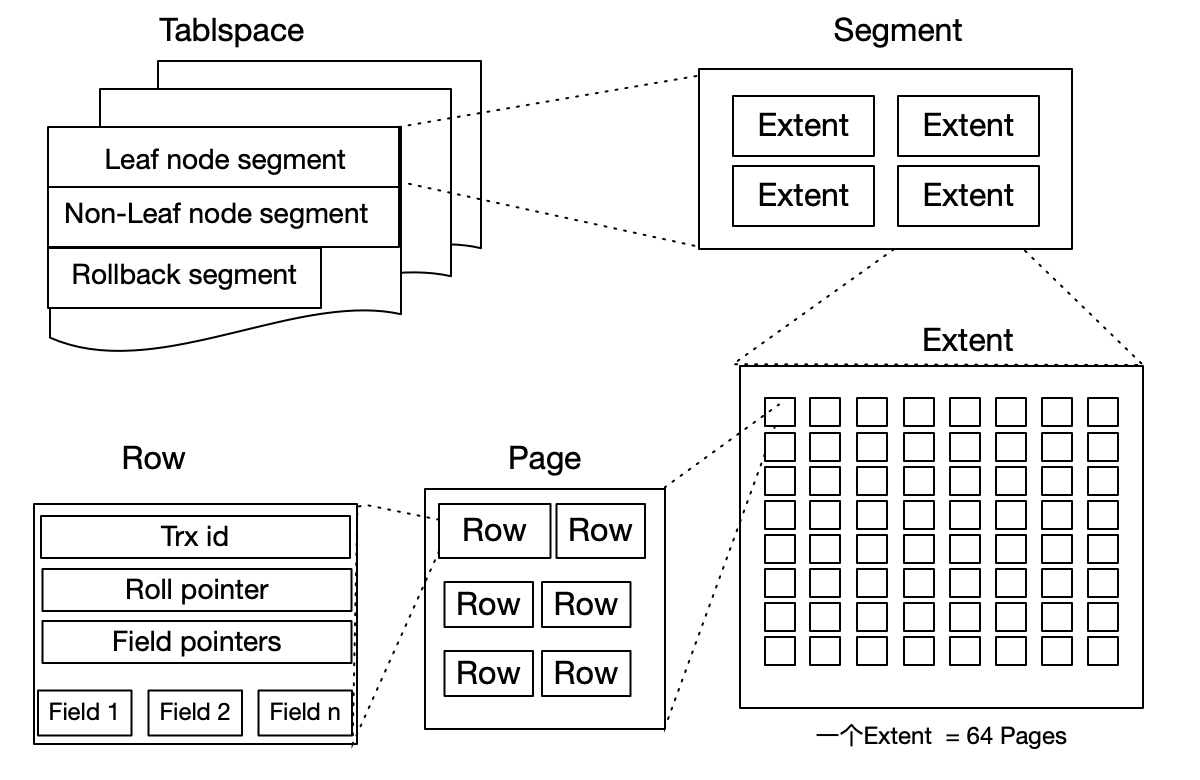 Tablspace
Leaf node segment
Non-Leaf node segment
Rollback segment
Segment
Extent Extent
Extent Extent
Extent
一个Extent = 64 Pages
Page
Row Row
Row Row
Row Row
Row
Trx id
Roll pointer
Field pointers
Field 1 Field 2 Field n